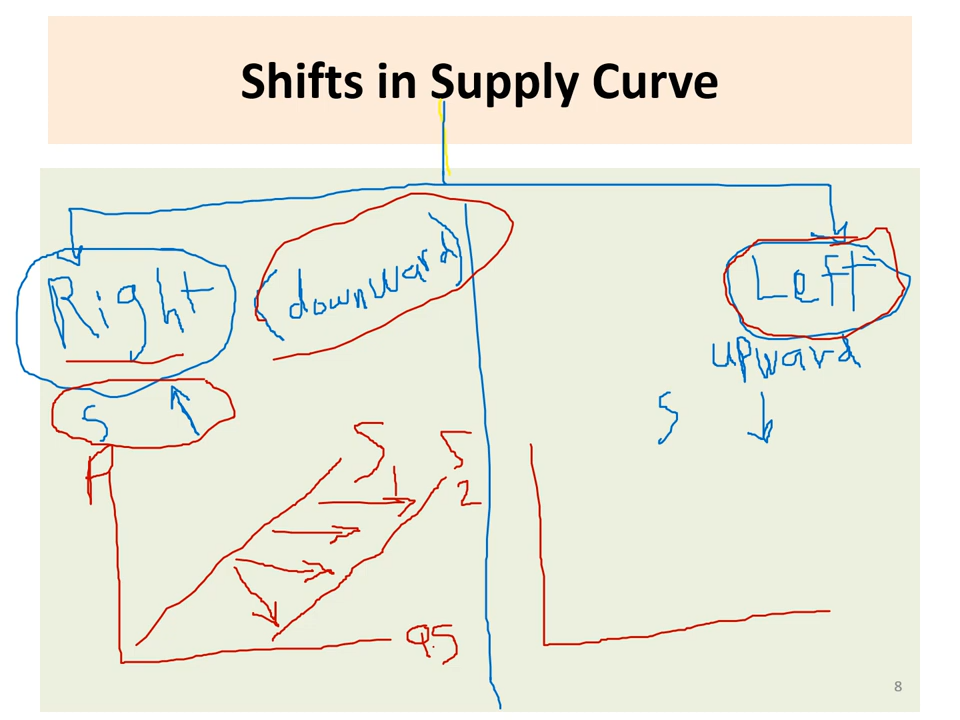 Shifts in Supply Curve
Right (downward)
S ↑
P
S1
S2
QS
Left
upward
S ↓
8